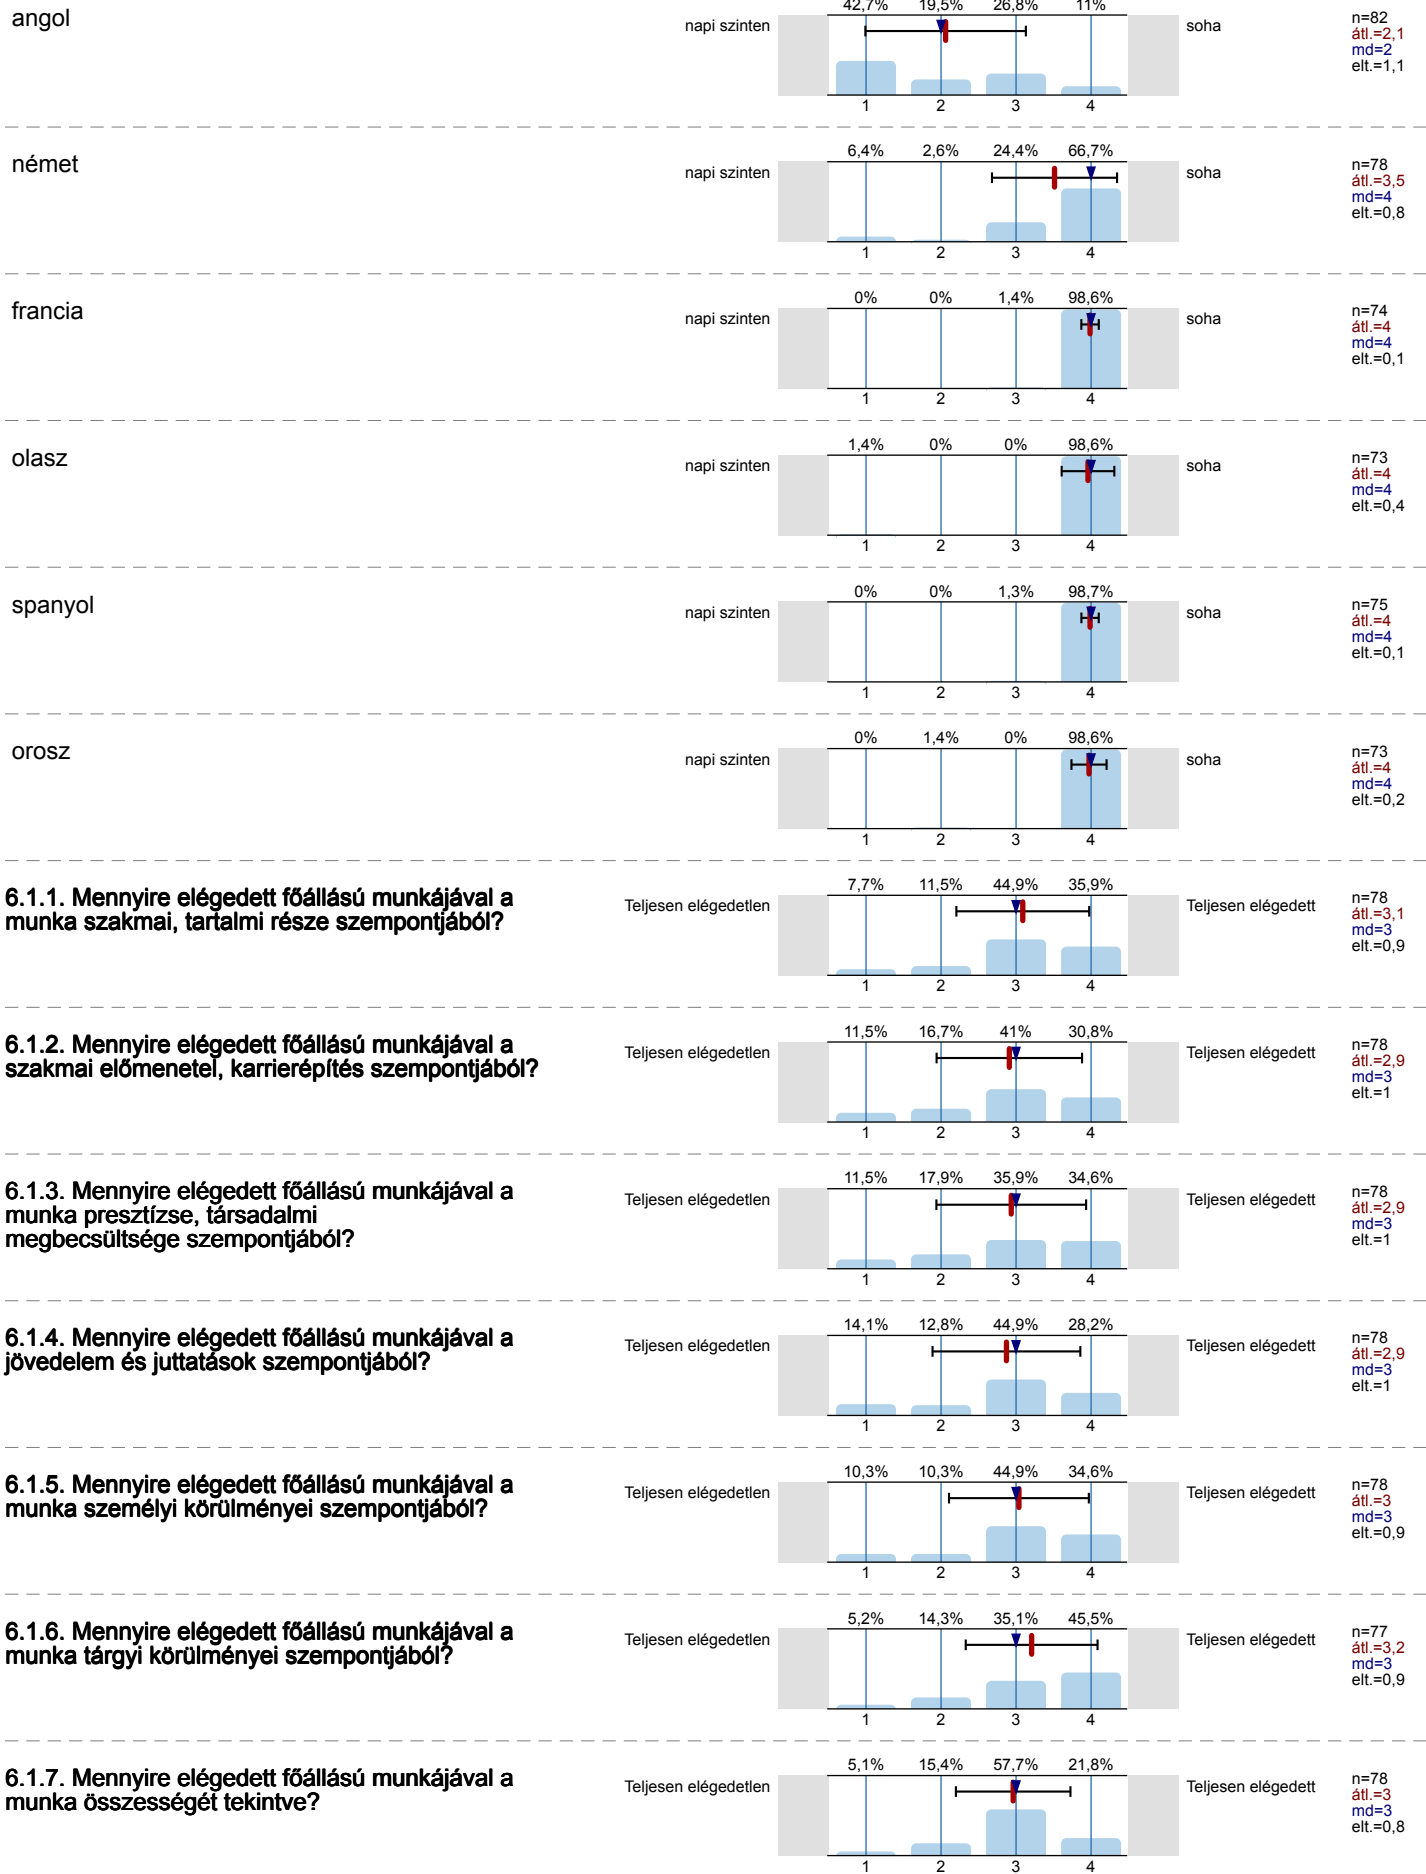 42,7% 19,5% 26,8% 11%
angol
napi szinten
soha
n=82
átl.=2,1
md=2
elt.=1,1
1 2 3 4
6,4% 2,6% 24,4% 66,7%
német
napi szinten
soha
n=78
átl.=3,5
md=4
elt.=0,8
1 2 3 4
0% 0% 1,4% 98,6%
francia
napi szinten
soha
n=74
átl.=4
md=4
elt.=0,1
1 2 3 4
1,4% 0% 0% 98,6%
olasz
napi szinten
soha
n=73
átl.=4
md=4
elt.=0,4
1 2 3 4
0% 0% 1,3% 98,7%
spanyol
napi szinten
soha
n=75
átl.=4
md=4
elt.=0,1
1 2 3 4
0% 1,4% 0% 98,6%
orosz
napi szinten
soha
n=73
átl.=4
md=4
elt.=0,2
1 2 3 4
6.1.1. Mennyire elégedett főállású munkájával a
munka szakmai, tartalmi része szempontjából?
7,7% 11,5% 44,9% 35,9%
Teljesen elégedetlen
Teljesen elégedett
n=78
átl.=3,1
md=3
elt.=0,9
1 2 3 4
6.1.2. Mennyire elégedett főállású munkájával a
szakmai előmenetel, karrierépítés szempontjából?
11,5% 16,7% 41% 30,8%
Teljesen elégedetlen
Teljesen elégedett
n=78
átl.=2,9
md=3
elt.=1
1 2 3 4
6.1.3. Mennyire elégedett főállású munkájával a
munka presztízse, társadalmi
megbecsültsége szempontjából?
11,5% 17,9% 35,9% 34,6%
Teljesen elégedetlen
Teljesen elégedett
n=78
átl.=2,9
md=3
elt.=1
1 2 3 4
6.1.4. Mennyire elégedett főállású munkájával a
jövedelem és juttatások szempontjából?
14,1% 12,8% 44,9% 28,2%
Teljesen elégedetlen
Teljesen elégedett
n=78
átl.=2,9
md=3
elt.=1
1 2 3 4
6.1.5. Mennyire elégedett főállású munkájával a
munka személyi körülményei szempontjából?
10,3% 10,3% 44,9% 34,6%
Teljesen elégedetlen
Teljesen elégedett
n=78
átl.=3
md=3
elt.=0,9
1 2 3 4
6.1.6. Mennyire elégedett főállású munkájával a
munka tárgyi körülményei szempontjából?
5,2% 14,3% 35,1% 45,5%
Teljesen elégedetlen
Teljesen elégedett
n=77
átl.=3,2
md=3
elt.=0,9
1 2 3 4
6.1.7. Mennyire elégedett főállású munkájával a
munka összességét tekintve?
5,1% 15,4% 57,7% 21,8%
Teljesen elégedetlen
Teljesen elégedett
n=78
átl.=3
md=3
elt.=0,8
1 2 3 4